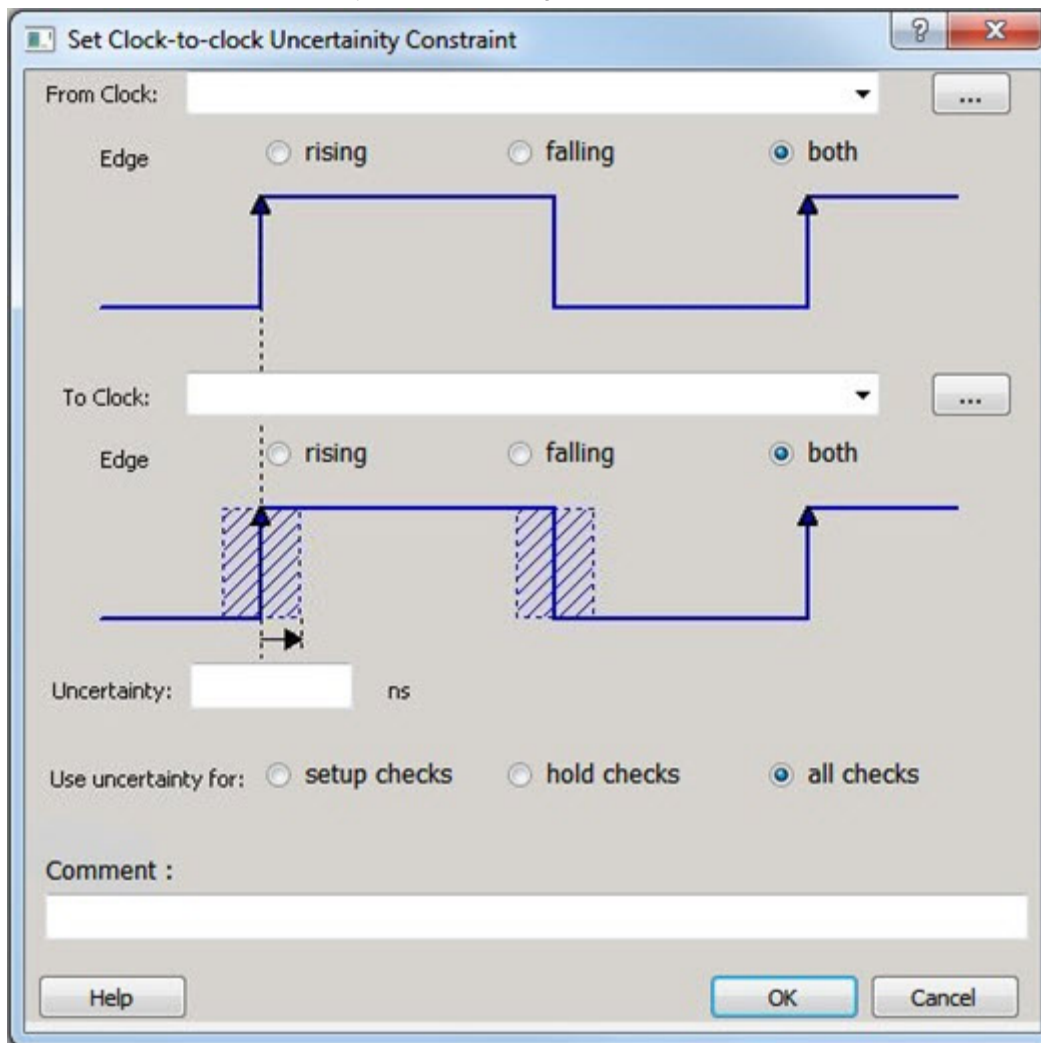 Set Clock-to-clock Uncertainity Constraint
From Clock:
...
Edge rising falling both
To Clock:
...
Edge rising falling both
Uncertainty: ns
Use uncertainty for: setup checks hold checks all checks
Comment :
Help OK Cancel